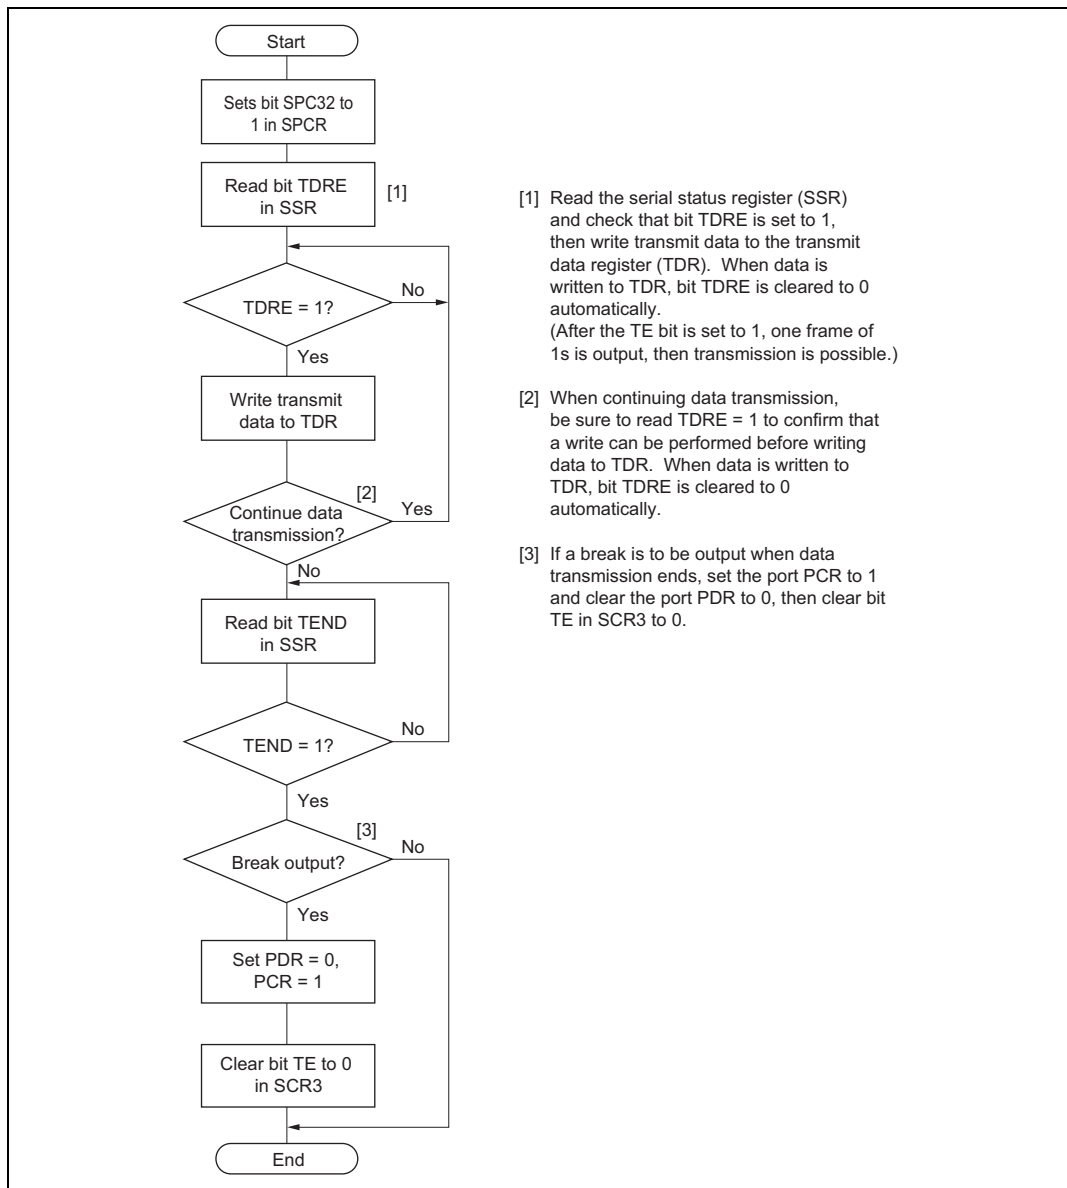 Start
Sets bit SPC32 to
1 in SPCR
Read bit TDRE
in SSR
[1]
TDRE = 1?
No
Yes
Write transmit
data to TDR
[2]
Continue data
transmission?
Yes
No
Read bit TEND
in SSR
TEND = 1?
No
Yes
[3]
Break output?
No
Yes
Set PDR = 0,
PCR = 1
Clear bit TE to 0
in SCR3
End
[1] Read the serial status register (SSR)
and check that bit TDRE is set to 1,
then write transmit data to the transmit
data register (TDR). When data is
written to TDR, bit TDRE is cleared to 0
automatically.
(After the TE bit is set to 1, one frame of
1s is output, then transmission is possible.)
[2] When continuing data transmission,
be sure to read TDRE = 1 to confirm that
a write can be performed before writing
data to TDR. When data is written to
TDR, bit TDRE is cleared to 0
automatically.
[3] If a break is to be output when data
transmission ends, set the port PCR to 1
and clear the port PDR to 0, then clear bit
TE in SCR3 to 0.